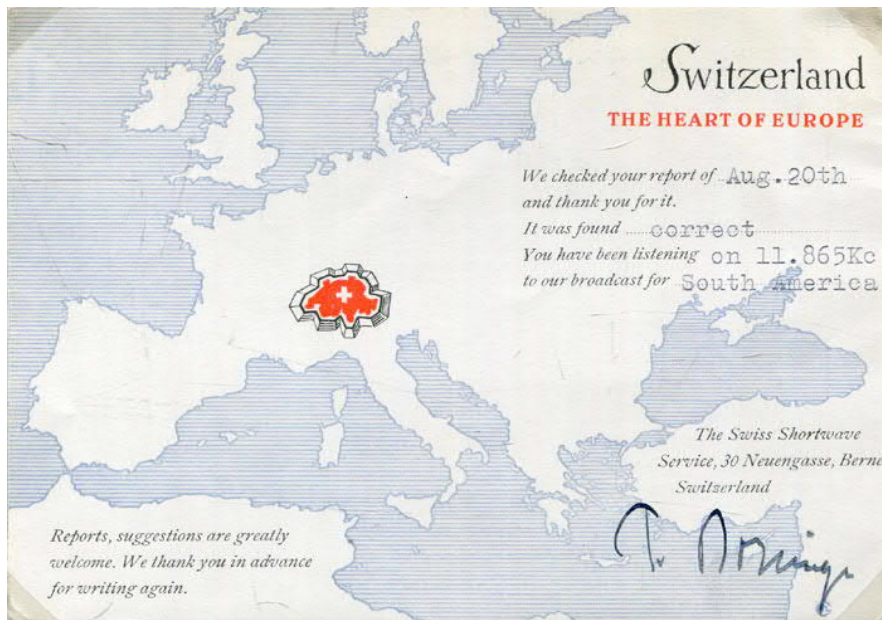 Switzerland
THE HEART OF EUROPE
We checked your report of Aug.20th
and thank you for it.
It was found correct
You have been listening on 11.865Kc
to our broadcast for South America
The Swiss Shortwave
Service, 30 Neuengasse, Berne
Switzerland
Reports, suggestions are greatly
welcome. We thank you in advance
for writing again.